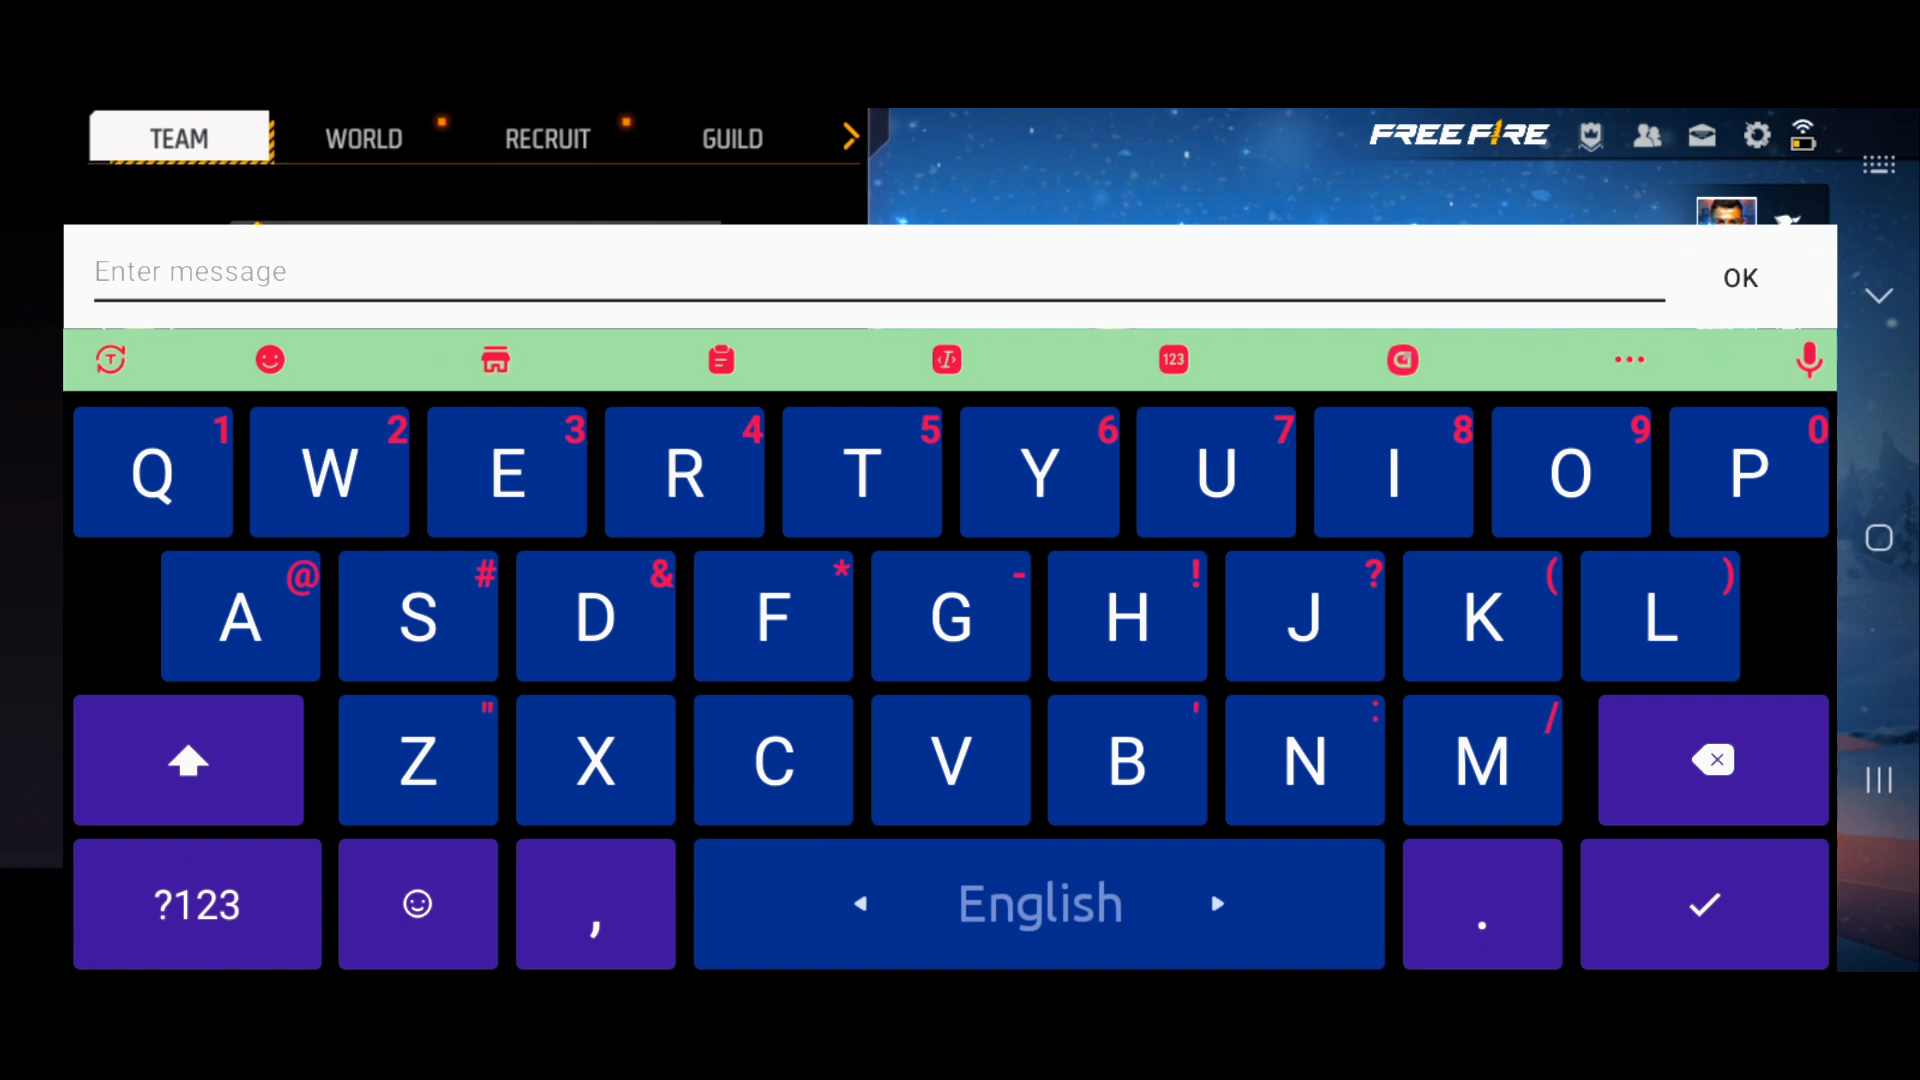 TEAM WORLD RECRUIT GUILD
FREE FIRE
Enter message
OK
123
Q 1 W 2 E 3 R 4 T 5 Y 6 U 7 I 8 O 9 P 0
A @ S # D & F * G - H ! J ? K ( L )
Z " X C V B ' N : M /
?123 , English .